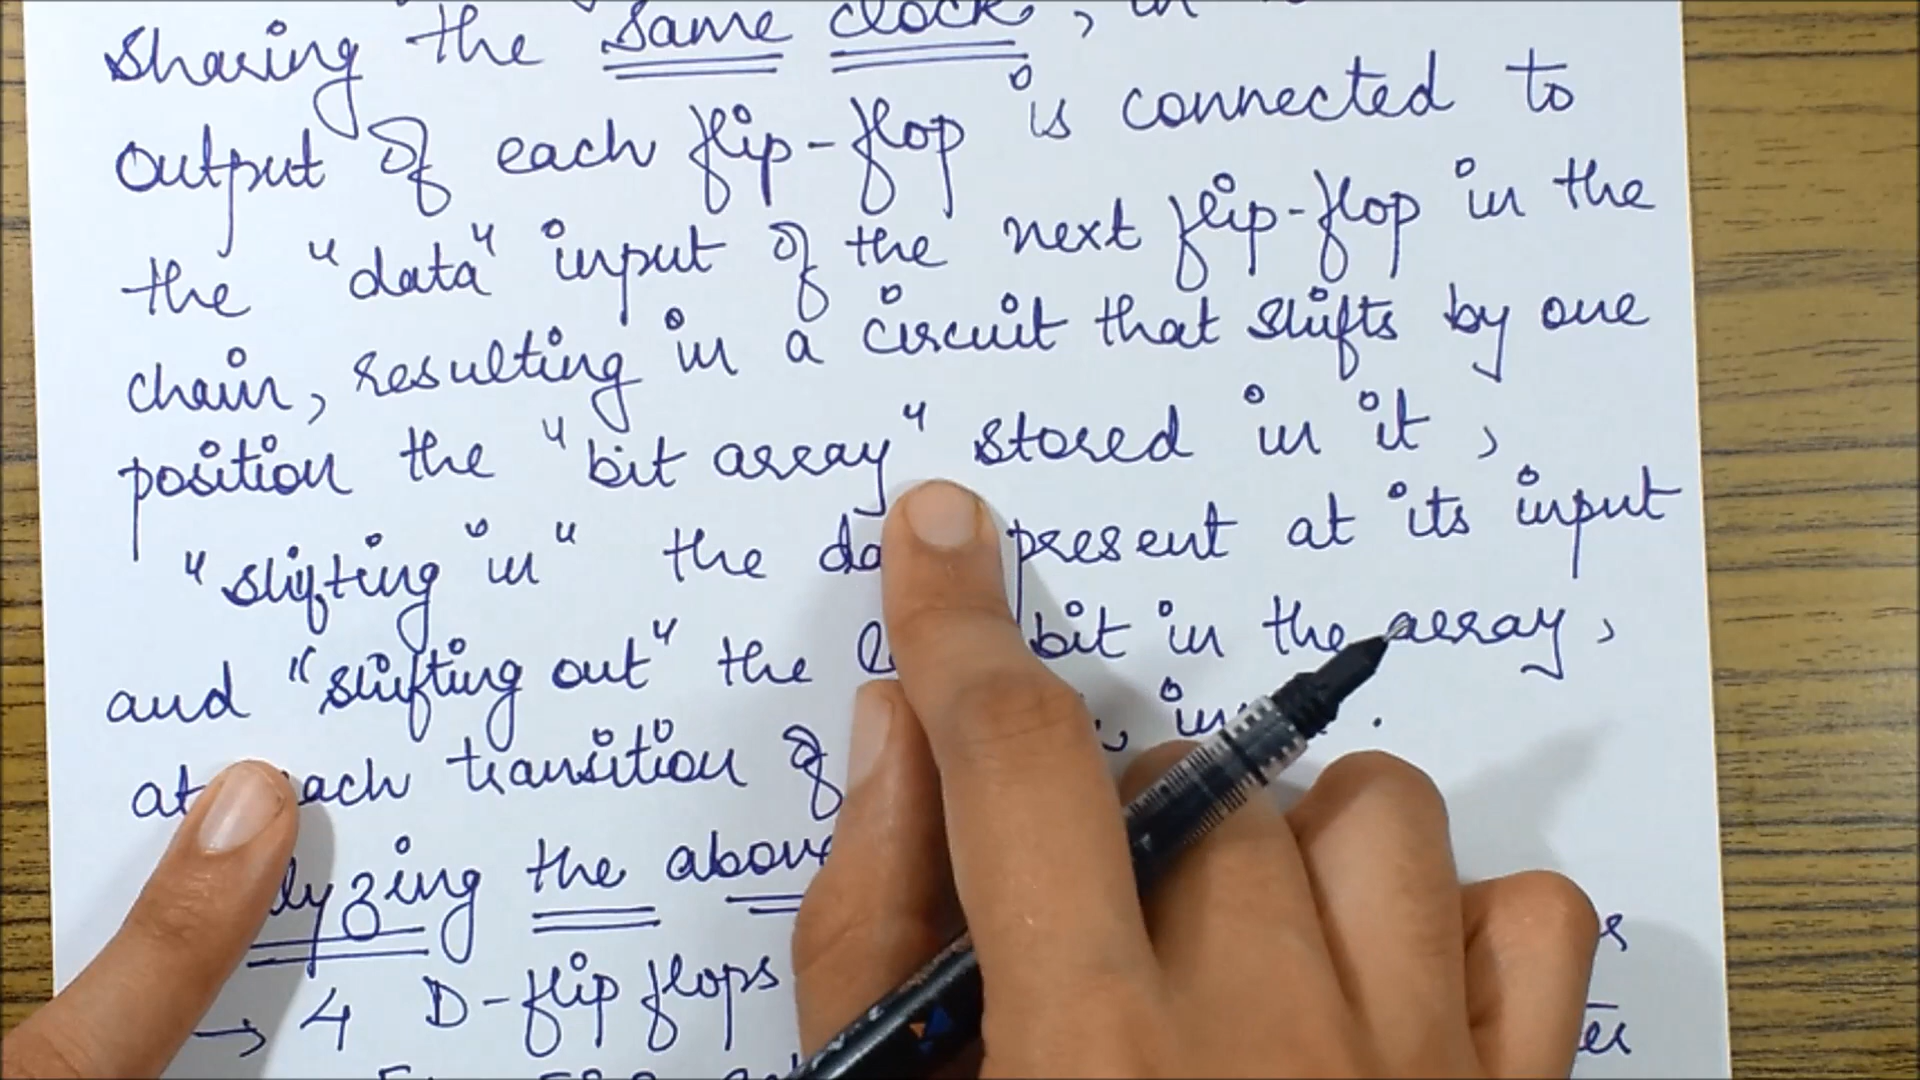 sharing the same clock, in
output of each flip-flop is connected to
the "data" input of the next flip-flop in the
chain, resulting in a circuit that shifts by one
position the "bit array" stored in it,
"shifting in" the present at its input
and "shifting out" the bit in the array,
at each transition of
the above
→ 4 D-flip flops